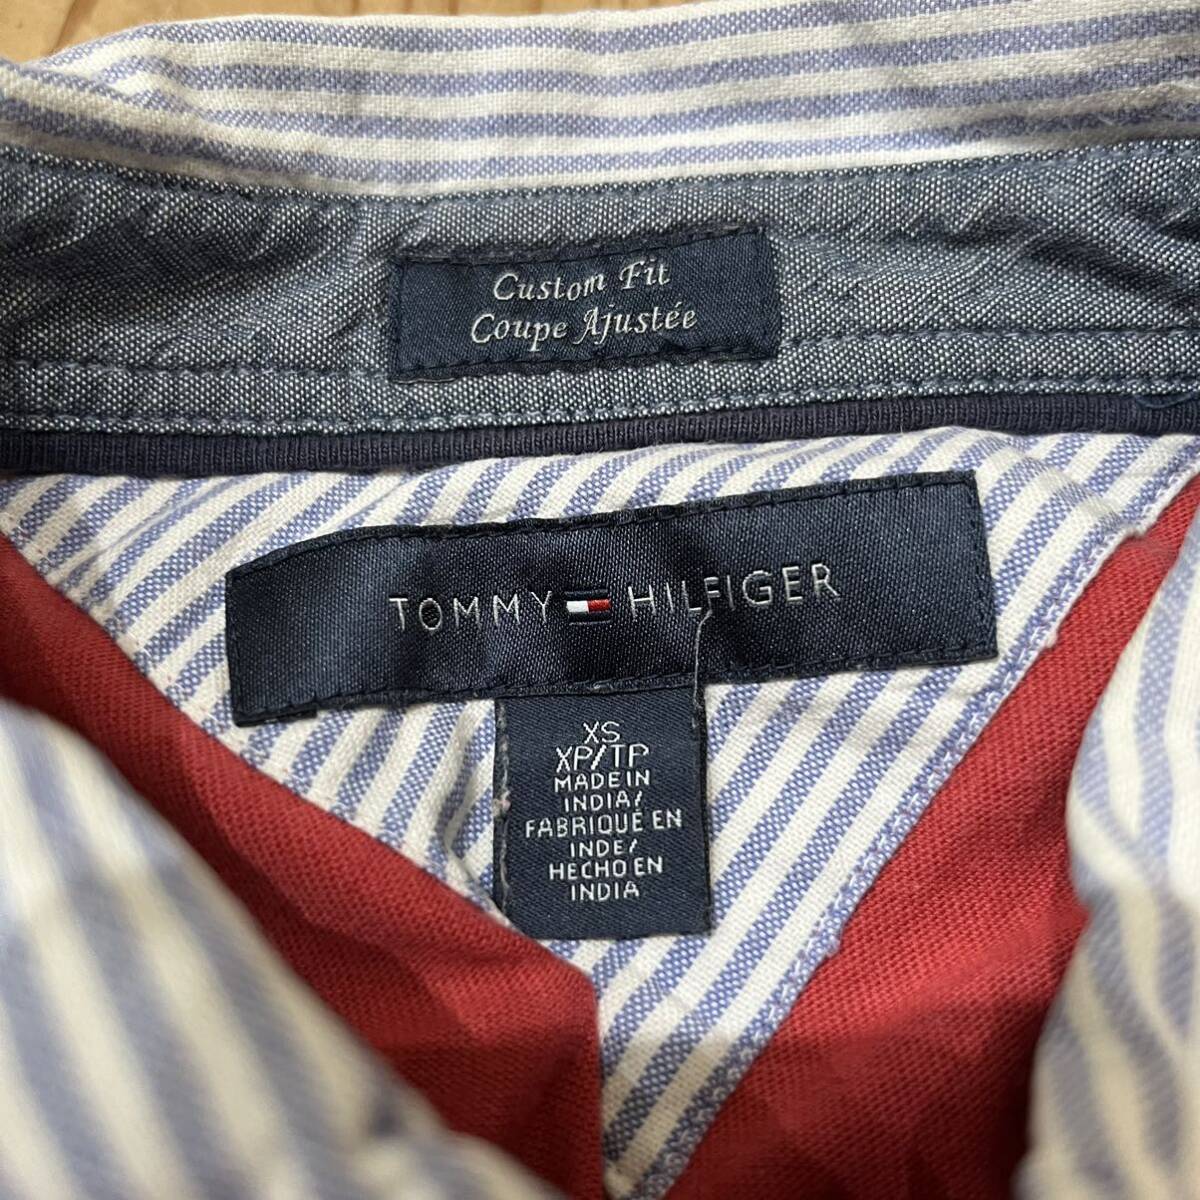 Custom Fit
Coupe Ajustée
TOMMY HILFIGER
XS
XP/TP
MADE IN
INDIA/
FABRIQUÉ EN
INDE/
HECHO EN
INDIA